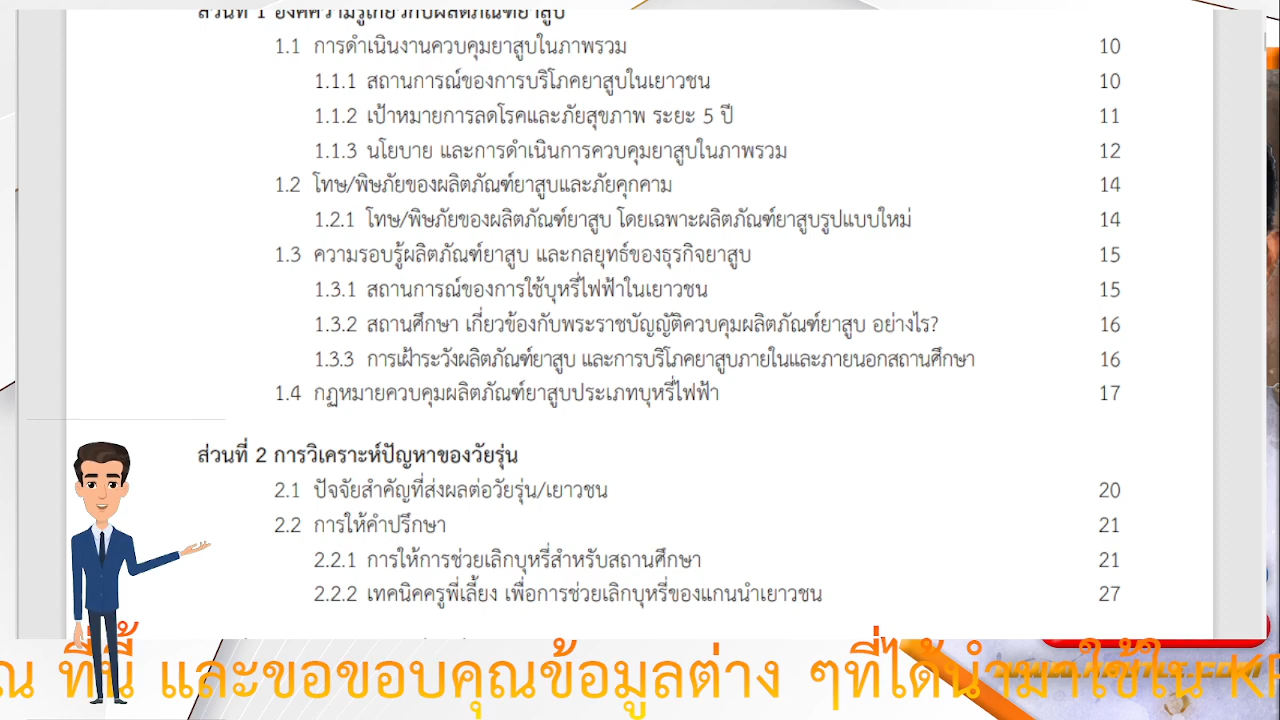 ส่วนที่ 1 องค์ความรู้เกี่ยวกับผลิตภัณฑ์ยาสูบ
1.1 การดำเนินงานควบคุมยาสูบในภาพรวม 10
1.1.1 สถานการณ์ของการบริโภคยาสูบในเยาวชน 10
1.1.2 เป้าหมายการลดโรคและภัยสุขภาพ ระยะ 5 ปี 11
1.1.3 นโยบาย และการดำเนินการควบคุมยาสูบในภาพรวม 12
1.2 โทษ/พิษภัยของผลิตภัณฑ์ยาสูบและภัยคุกคาม 14
1.2.1 โทษ/พิษภัยของผลิตภัณฑ์ยาสูบ โดยเฉพาะผลิตภัณฑ์ยาสูบรูปแบบใหม่ 14
1.3 ความรอบรู้ผลิตภัณฑ์ยาสูบ และกลยุทธ์ของธุรกิจยาสูบ 15
1.3.1 สถานการณ์ของการใช้บุหรี่ไฟฟ้าในเยาวชน 15
1.3.2 สถานศึกษา เกี่ยวข้องกับพระราชบัญญัติควบคุมผลิตภัณฑ์ยาสูบ อย่างไร? 16
1.3.3 การเฝ้าระวังผลิตภัณฑ์ยาสูบ และการบริโภคยาสูบภายในและภายนอกสถานศึกษา 16
1.4 กฏหมายควบคุมผลิตภัณฑ์ยาสูบประเภทบุหรี่ไฟฟ้า 17
ส่วนที่ 2 การวิเคราะห์ปัญหาของวัยรุ่น
2.1 ปัจจัยสำคัญที่ส่งผลต่อวัยรุ่น/เยาวชน 20
2.2 การให้คำปรึกษา 21
2.2.1 การให้การช่วยเลิกบุหรี่สำหรับสถานศึกษา 21
2.2.2 เทคนิคครูพี่เลี้ยง เพื่อการช่วยเลิกบุหรี่ของแกนนำเยาวชน 27
ณ ที่นี้ และขอขอบคุณข้อมูลต่าง ๆที่ได้นำมาใช้ใน